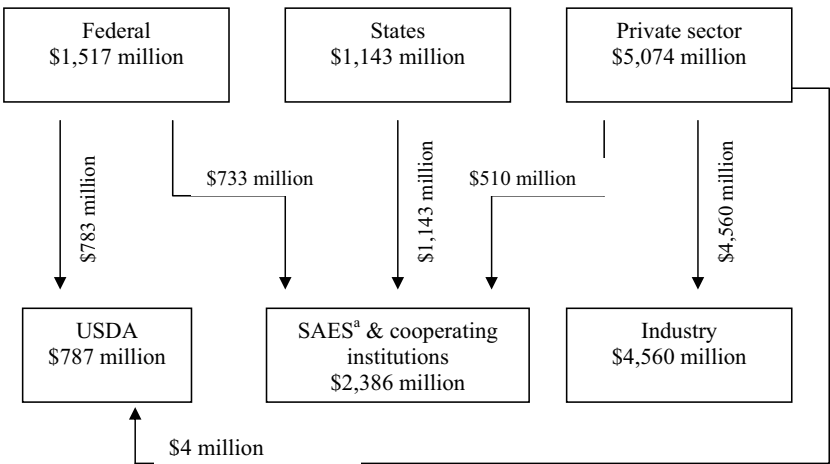 Federal
$1,517 million
States
$1,143 million
Private sector
$5,074 million
$783 million
$733 million
$1,143 million
$510 million
$4,560 million
USDA
$787 million
SAESª & cooperating
institutions
$2,386 million
Industry
$4,560 million
$4 million